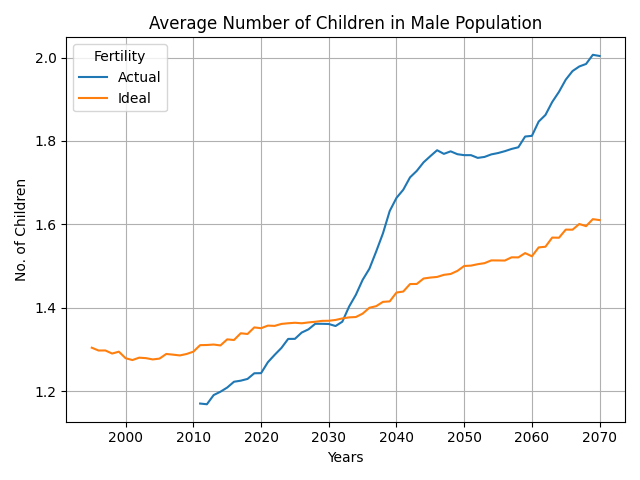 Average Number of Children in Male Population
Fertility
Actual
Ideal
No. of Children
2.0
1.8
1.6
1.4
1.2
2000 2010 2020 2030 2040 2050 2060 2070
Years